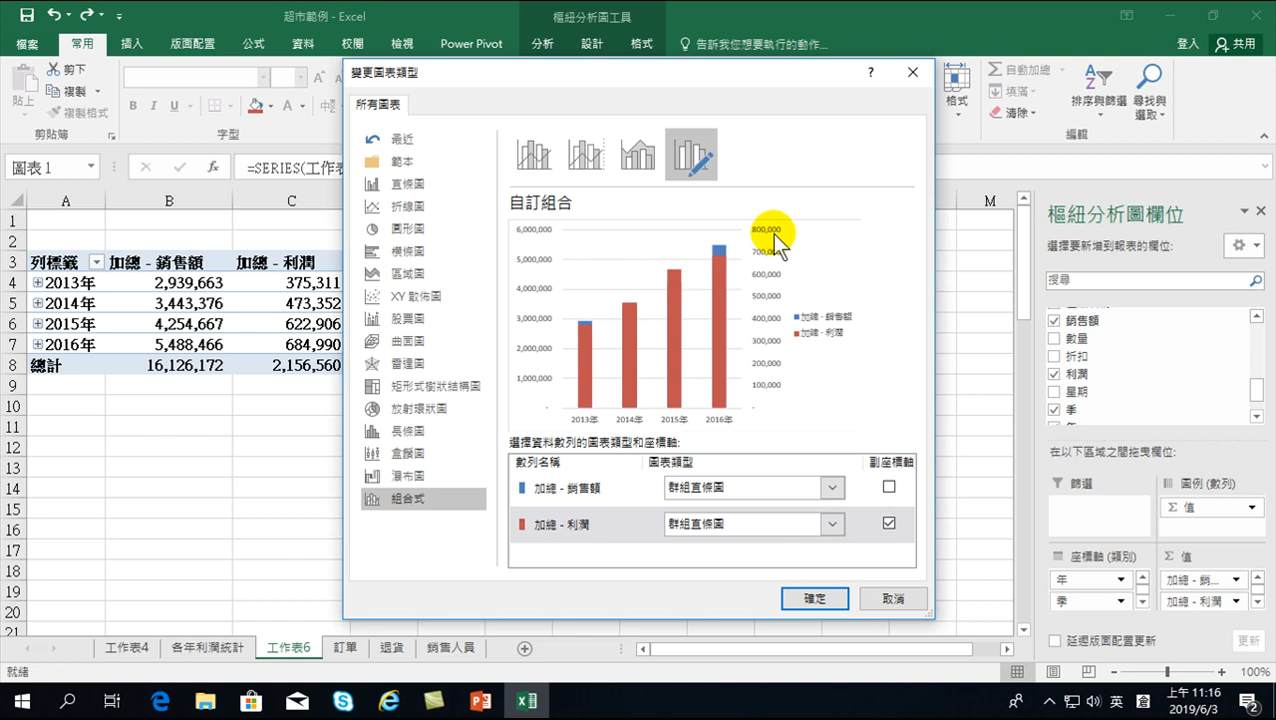 超市範例 - Excel
樞紐分析圖工具
檔案 常用 插入 版面配置 公式 資料 校閱 檢視 Power Pivot 分析 設計 格式 告訴我您想要執行的動作... 登入 共用
剪下
複製
複製格式
貼上
剪貼簿
B I U
A
字型
格式
自動加總
填滿
清除
排序與篩選
尋找與
選取
編輯
圖表 1
fx
=SERIES(工作表
A B C M
列標籤 加總 - 銷售額 加總 - 利潤
2013年 2,939,663 375,311
2014年 3,443,376 473,352
2015年 4,254,667 622,906
2016年 5,488,466 684,990
總計 16,126,172 2,156,560
1
2
3
4
5
6
7
8
9
10
11
12
13
14
15
16
17
18
19
20
21
變更圖表類型
?
所有圖表
最近
範本
直條圖
折線圖
圓形圖
橫條圖
區域圖
XY 散佈圖
股票圖
曲面圖
雷達圖
矩形式樹狀結構圖
放射環狀圖
長條圖
盒鬚圖
瀑布圖
組合式
自訂組合
6,000,000
5,000,000
4,000,000
3,000,000
2,000,000
1,000,000
-
800,000
700,000
600,000
500,000
400,000
300,000
200,000
100,000
-
2013年 2014年 2015年 2016年
加總 - 銷售額
加總 - 利潤
選擇資料數列的圖表類型和座標軸:
數列名稱 圖表類型 副座標軸
加總 - 銷售額 群組直條圖
加總 - 利潤 群組直條圖
確定 取消
樞紐分析圖欄位
選擇要新增到報表的欄位:
搜尋
銷售額
數量
折扣
利潤
星期
季
在以下區域之間拖曳欄位:
篩選
圖例 (數列)
Σ 值
座標軸 (類別)
Σ 值
年
季
加總 - 銷...
加總 - 利潤
延遲版面配置更新
更新
工作表4 各年利潤統計 工作表6 訂單 退貨 銷售人員
就緒
100%
英
上午 11:16
2019/6/3
2